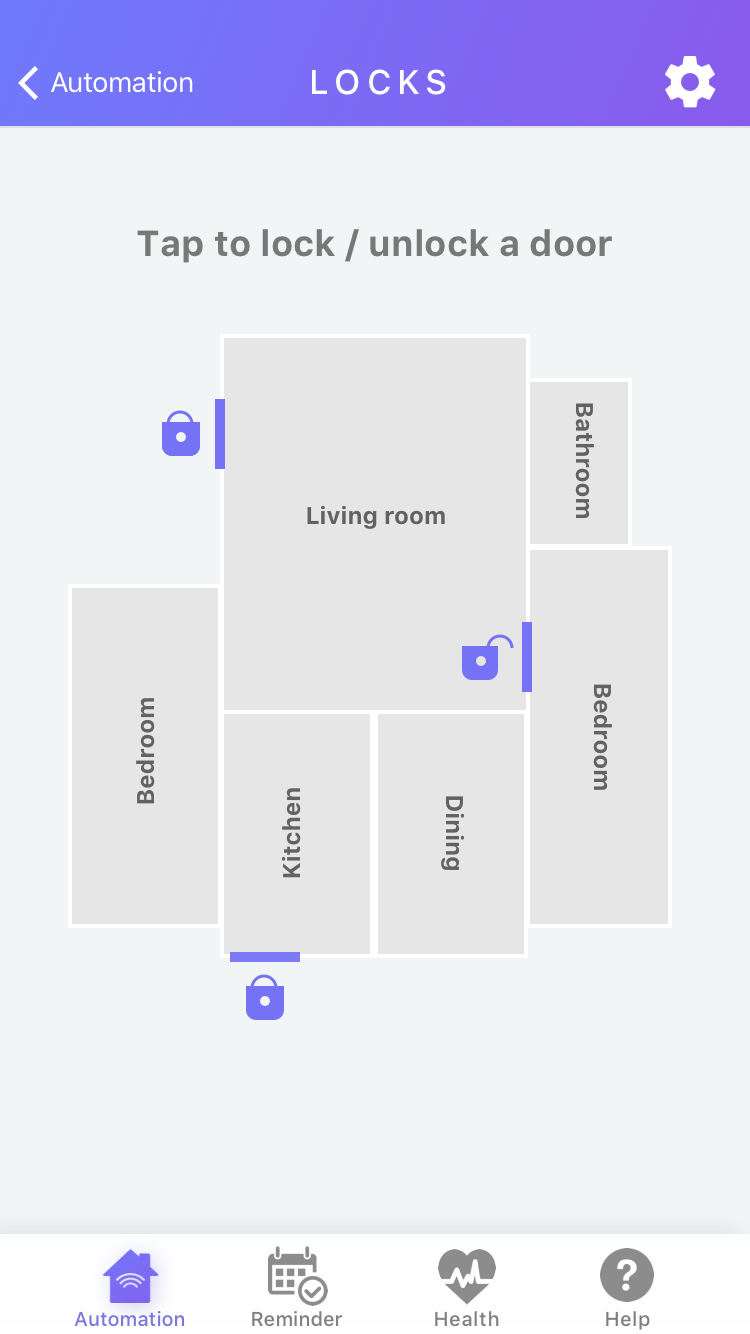 Automation
LOCKS
Tap to lock / unlock a door
Bathroom
Living room
Bedroom
Bedroom
Kitchen
Dining
Automation
Reminder
Health
Help